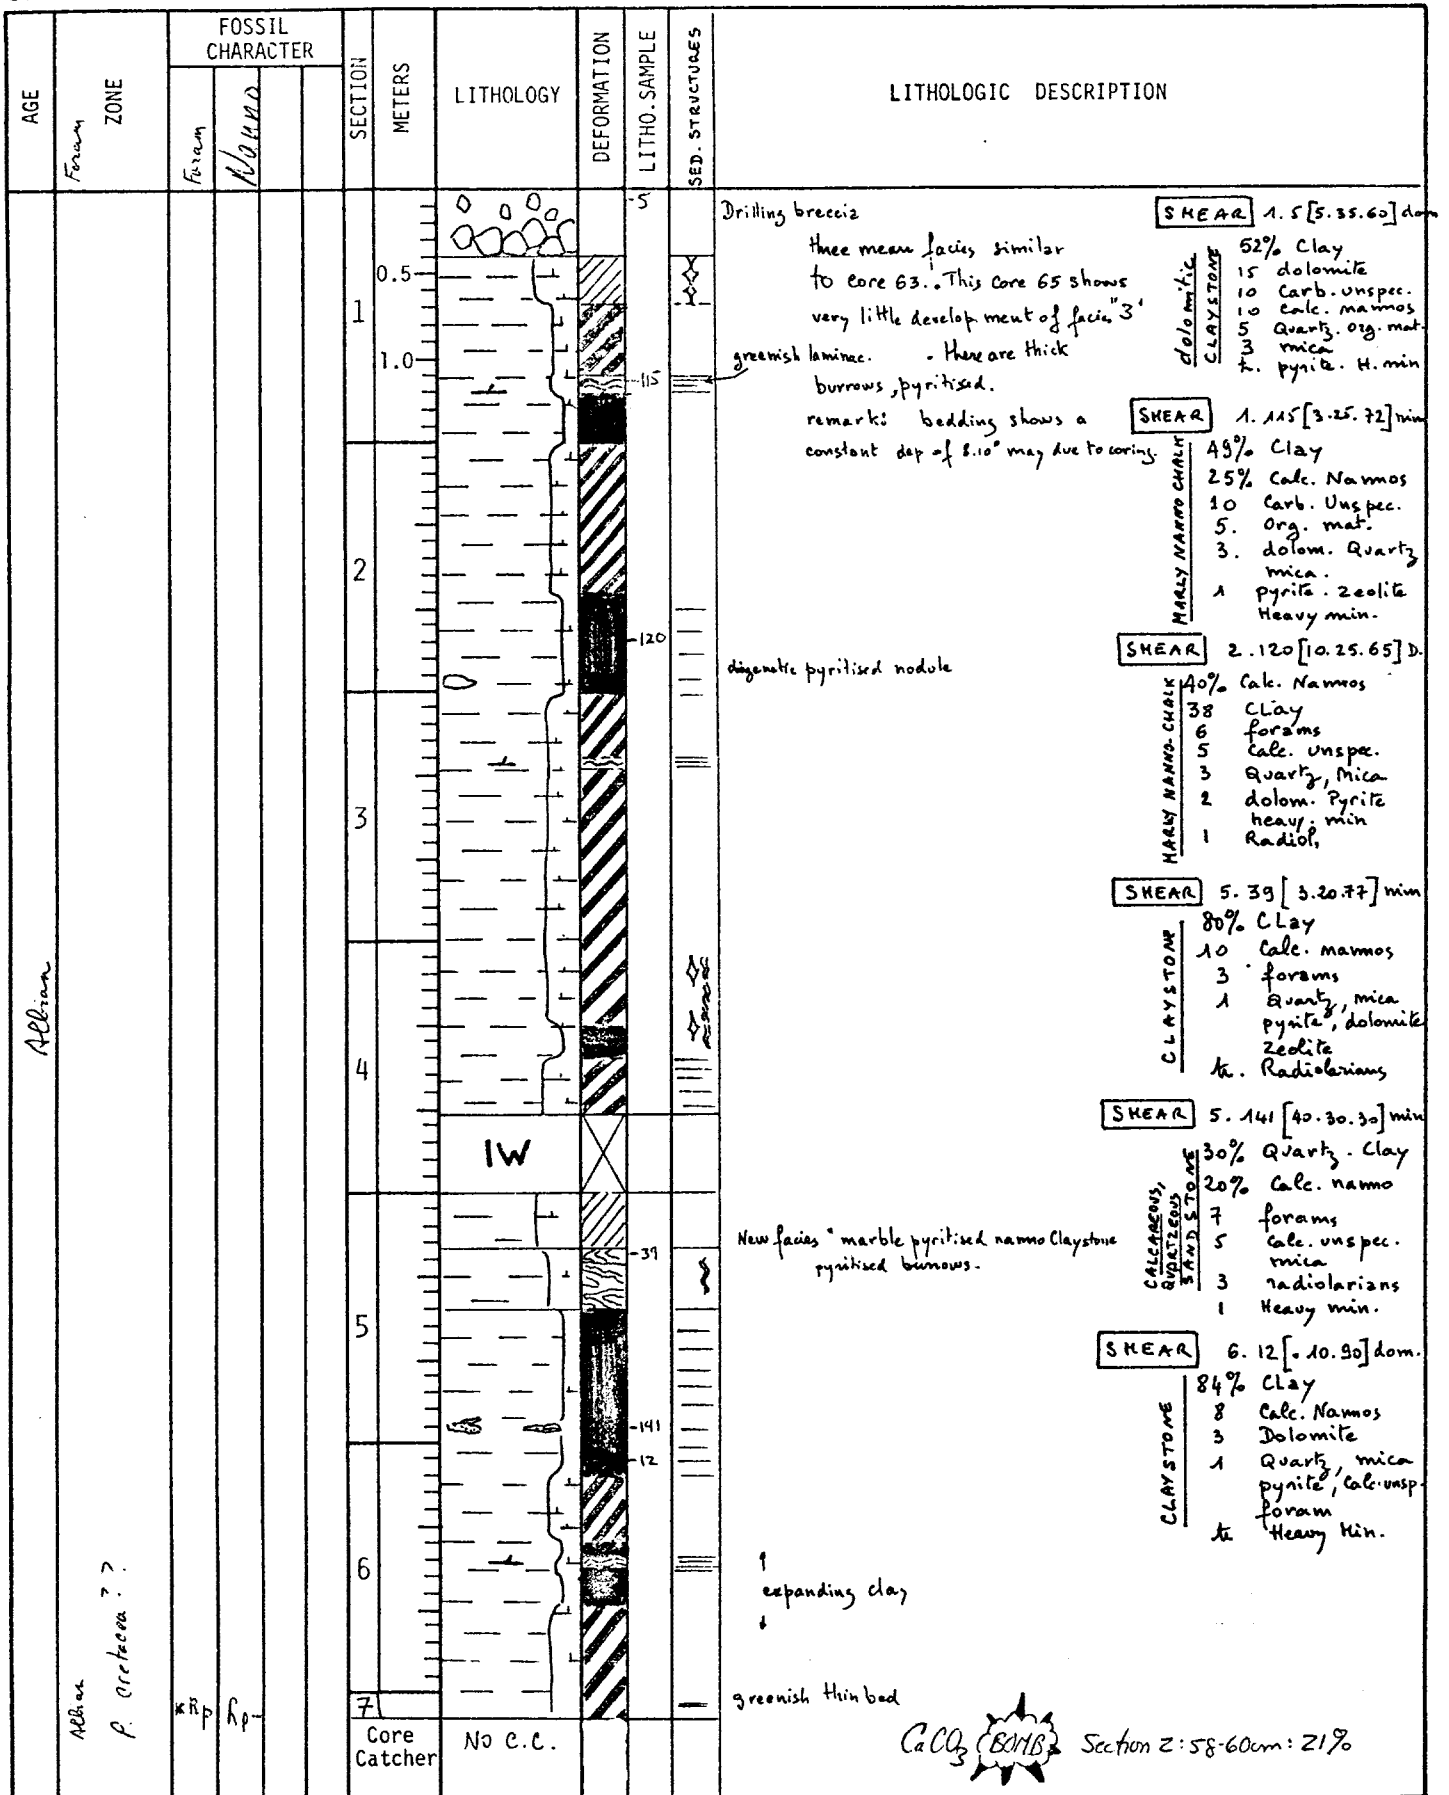 AGE
Foram
ZONE
FOSSIL
CHARACTER
Foram
Nanno
SECTION
METERS
LITHOLOGY
DEFORMATION
LITHO. SAMPLE
SED. STRUCTURES
LITHOLOGIC DESCRIPTION
Albian
Albian
P. cretacea ? ?
Rp
Rp-
1
0.5
1.0
2
3
4
5
6
7
Core
Catcher
IW
No C.C.
5
115
120
39
141
12
Drilling breccia
three mean facies similar
to core 63. . This core 65 shows
very little development of facies "3"
greenish laminae. . there are thick
burrows, pyritised.
remark: bedding shows a
constant dep of 8.10° may due to coring.
diagenetic pyritised nodule
New facies " marble pyritised nanno Claystone
pyritised burrows.
expanding clay
greenish thin bed
SMEAR 1. 5 [5.35.60] dom
dolomitic
CLAYSTONE
52% Clay
15 dolomite
10 Carb. unspec.
10 Calc. nannos
5 Quartz. Org. mat.
3 mica
tr. pyrite. H. min
SMEAR 1. 115 [3.25.72] min
MARLY NANNO CHALK
49% Clay
25% Calc. Nannos
10 Carb. Unspec.
5. Org. mat.
3. dolom. Quartz
mica.
1 pyrite . Zeolite
Heavy min.
SMEAR 2. 120 [10.25.65] D.
MARLY NANNO-CHALK
40% Calc. Nannos
38 Clay
6 forams
5 Calc. unspec.
3 Quartz, Mica
2 dolom. Pyrite
heavy. min
1 Radiol.
SMEAR 5. 39 [3.20.77] min
CLAYSTONE
80% Clay
10 Calc. nannos
3 forams
1 Quartz, mica
pyrite, dolomite
Zeolite
tr. Radiolarians
SMEAR 5. 141 [40.30.30] min
CALCAREOUS,
QUARTZEOUS
SANDSTONE
30% Quartz . Clay
20% Calc. nanno
7 forams
5 Calc. unspec.
mica
3 radiolarians
1 Heavy min.
SMEAR 6. 12 [. 10.90] dom.
CLAYSTONE
84% Clay
8 Calc. Nannos
3 Dolomite
1 Quartz, mica
pyrite, Calc. unsp.
foram
tr Heavy Min.
CaCO3 BOMB Section 2: 58-60cm: 21%